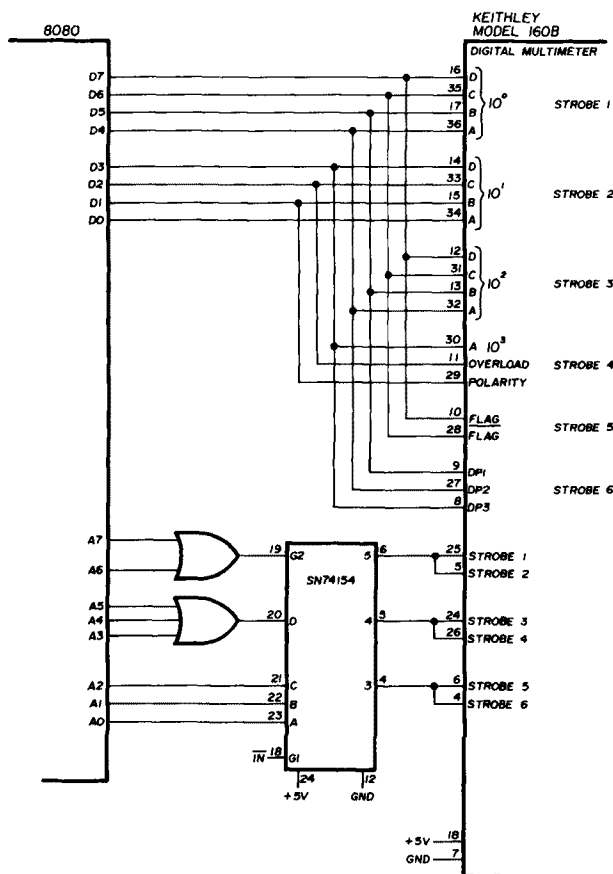 KEITHLEY
MODEL 160B
8080
DIGITAL MULTIMETER
D7 16 D
D6 35 C
10⁰ STROBE 1
D5 17 B
D4 36 A
D3 14 D
D2 33 C
10¹ STROBE 2
D1 15 B
D0 34 A
12 D
31 C
10² STROBE 3
13 B
32 A
30 A 10³
11 OVERLOAD STROBE 4
29 POLARITY
10 FLAG
STROBE 5
28 F̅L̅A̅G̅
9 DP1
27 DP2 STROBE 6
8 DP3
A7
19 G2 5 6 25 STROBE 1
A6
5 STROBE 2
SN74154
A5
A4 20 D 4 5 24 STROBE 3
A3
26 STROBE 4
A2 21 C 3 4 6 STROBE 5
A1 22 B 4 STROBE 6
A0 23 A
I̅N̅ 18 G1
24 12
+5V GND
+5V 18
GND 7